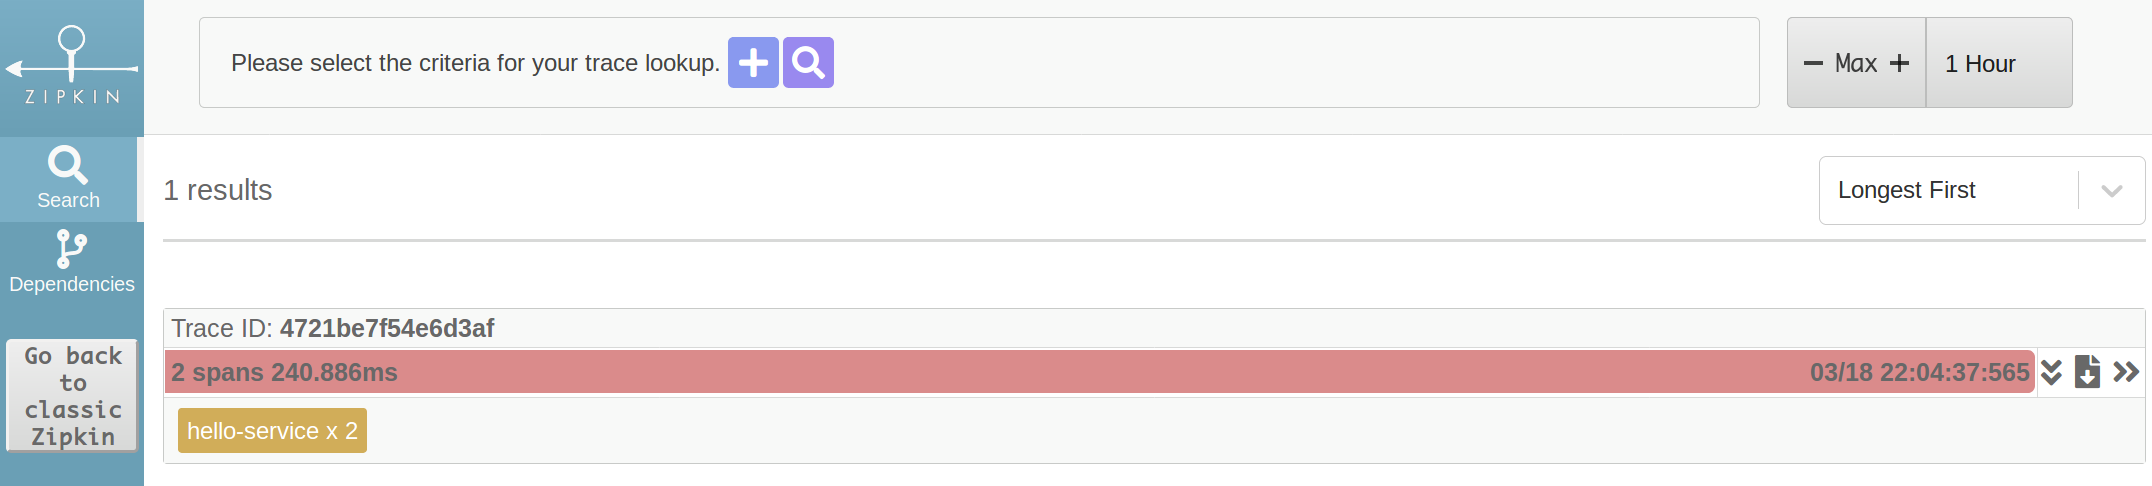 ZIPKIN
Search
Dependencies
Go back
to
classic
Zipkin
Please select the criteria for your trace lookup.
Max
1 Hour
1 results
Longest First
Trace ID: 4721be7f54e6d3af
2 spans 240.886ms
03/18 22:04:37:565
hello-service x 2